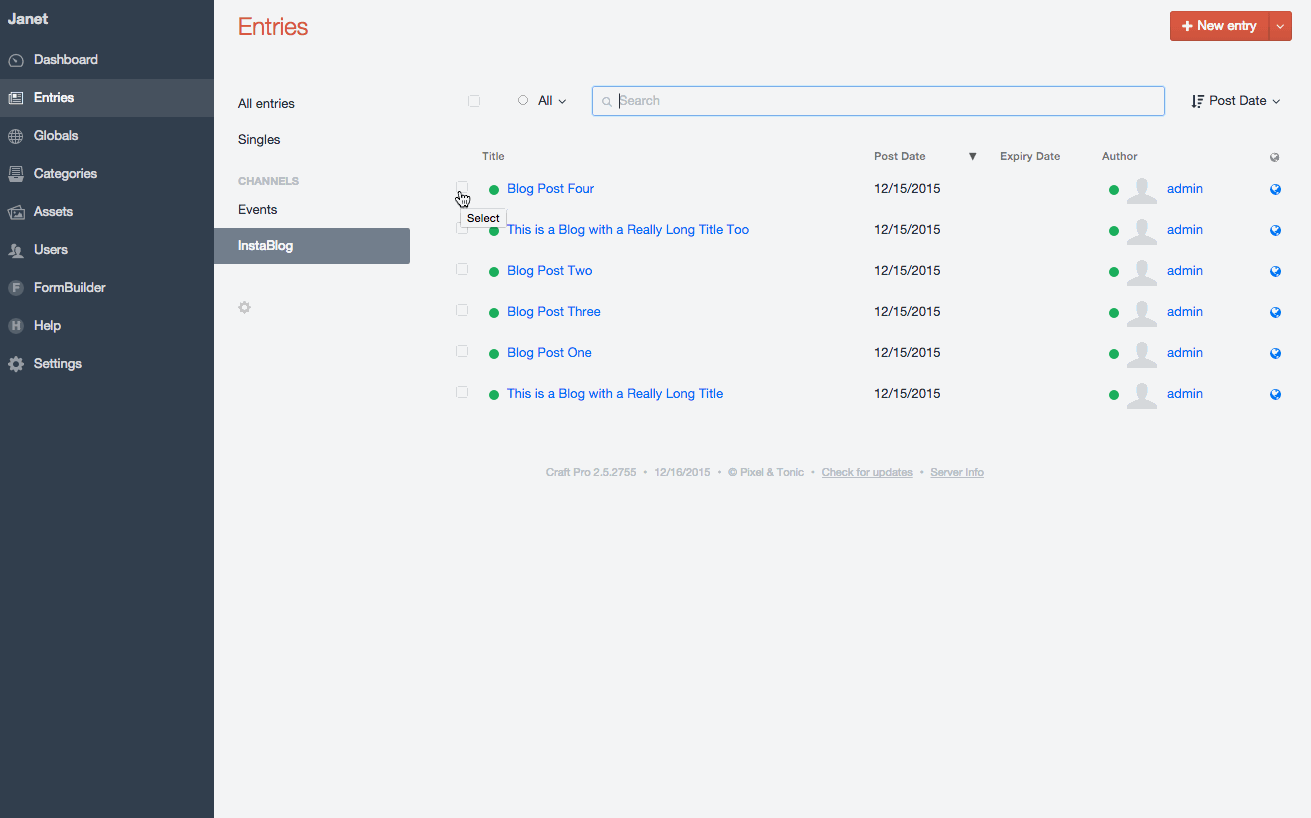 Janet
Dashboard
Entries
Globals
Categories
Assets
Users
F FormBuilder
H Help
Settings
Entries
+ New entry
All entries
Singles
CHANNELS
Events
InstaBlog
All
Search
Post Date
Title Post Date ▼ Expiry Date Author
Blog Post Four 12/15/2015 admin
Select
This is a Blog with a Really Long Title Too 12/15/2015 admin
Blog Post Two 12/15/2015 admin
Blog Post Three 12/15/2015 admin
Blog Post One 12/15/2015 admin
This is a Blog with a Really Long Title 12/15/2015 admin
Craft Pro 2.5.2755 • 12/16/2015 • © Pixel & Tonic • Check for updates • Server Info